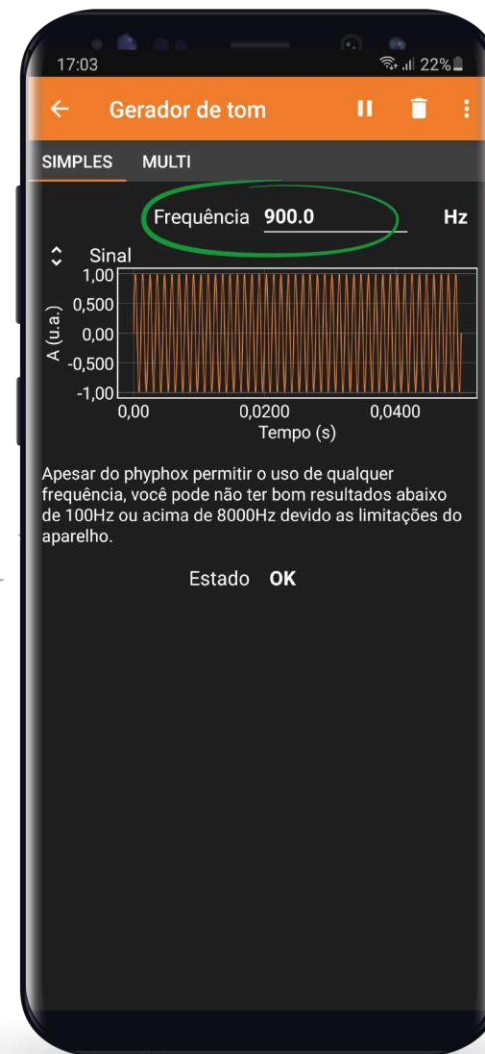 17:03
22%
Gerador de tom
SIMPLES MULTI
Frequência 900.0 Hz
Sinal
1,00
0,500
0,00
-0,500
-1,00
A (u.a.)
0,00 0,0200 0,0400
Tempo (s)
Apesar do phyphox permitir o uso de qualquer
frequência, você pode não ter bom resultados abaixo
de 100Hz ou acima de 8000Hz devido as limitações do
aparelho.
Estado OK